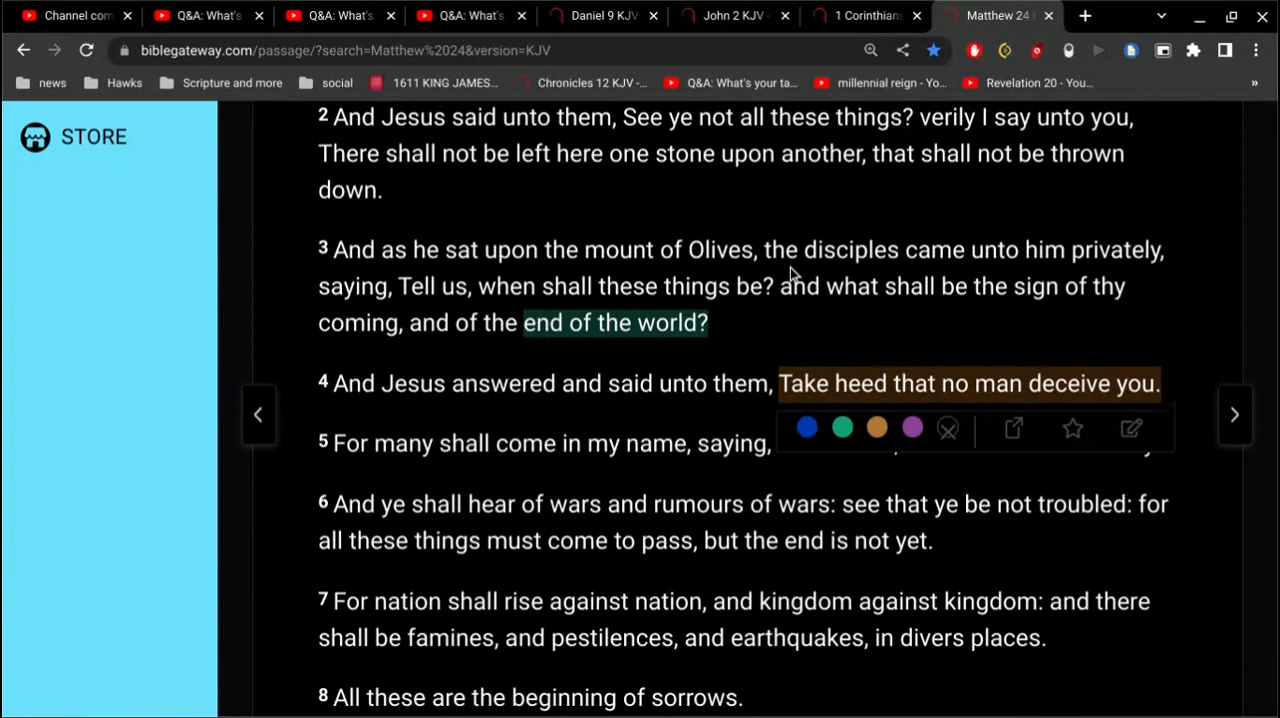 Channel com
Q&A: What's
Q&A: What's
Q&A: What's
Daniel 9 KJV
John 2 KJV -
1 Corinthians
Matthew 24
biblegateway.com/passage/?search=Matthew%2024&version=KJV
news
Hawks
Scripture and more
social
1611 KING JAMES...
Chronicles 12 KJV -...
Q&A: What's your ta...
millennial reign - Yo...
Revelation 20 - You...
»
STORE
2 And Jesus said unto them, See ye not all these things? verily I say unto you,
There shall not be left here one stone upon another, that shall not be thrown
down.
3 And as he sat upon the mount of Olives, the disciples came unto him privately,
saying, Tell us, when shall these things be? and what shall be the sign of thy
coming, and of the end of the world?
4 And Jesus answered and said unto them, Take heed that no man deceive you.
5 For many shall come in my name, saying,
6 And ye shall hear of wars and rumours of wars: see that ye be not troubled: for
all these things must come to pass, but the end is not yet.
7 For nation shall rise against nation, and kingdom against kingdom: and there
shall be famines, and pestilences, and earthquakes, in divers places.
8 All these are the beginning of sorrows.